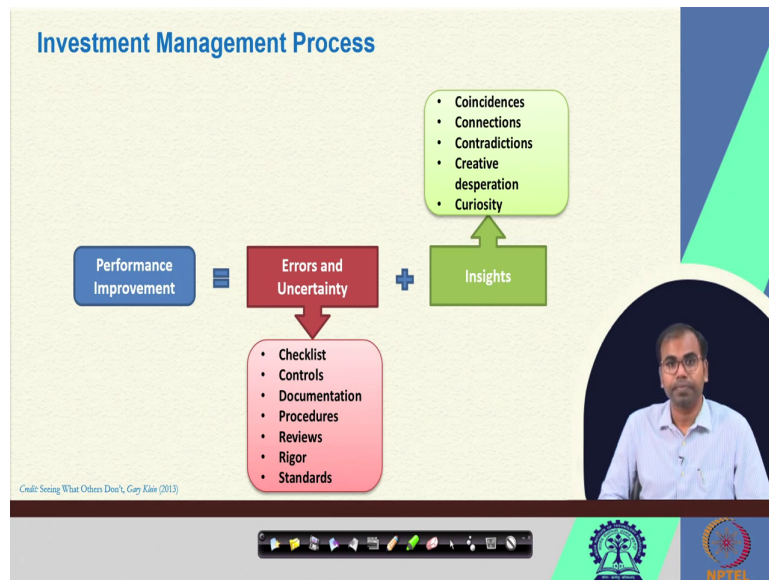 Investment Management Process
• Coincidences
• Connections
• Contradictions
• Creative
desperation
• Curiosity
Performance
Improvement
=
Errors and
Uncertainty
+
Insights
• Checklist
• Controls
• Documentation
• Procedures
• Reviews
• Rigor
• Standards
Credit: Seeing What Others Don't, Gary Klein (2013)
NPTEL